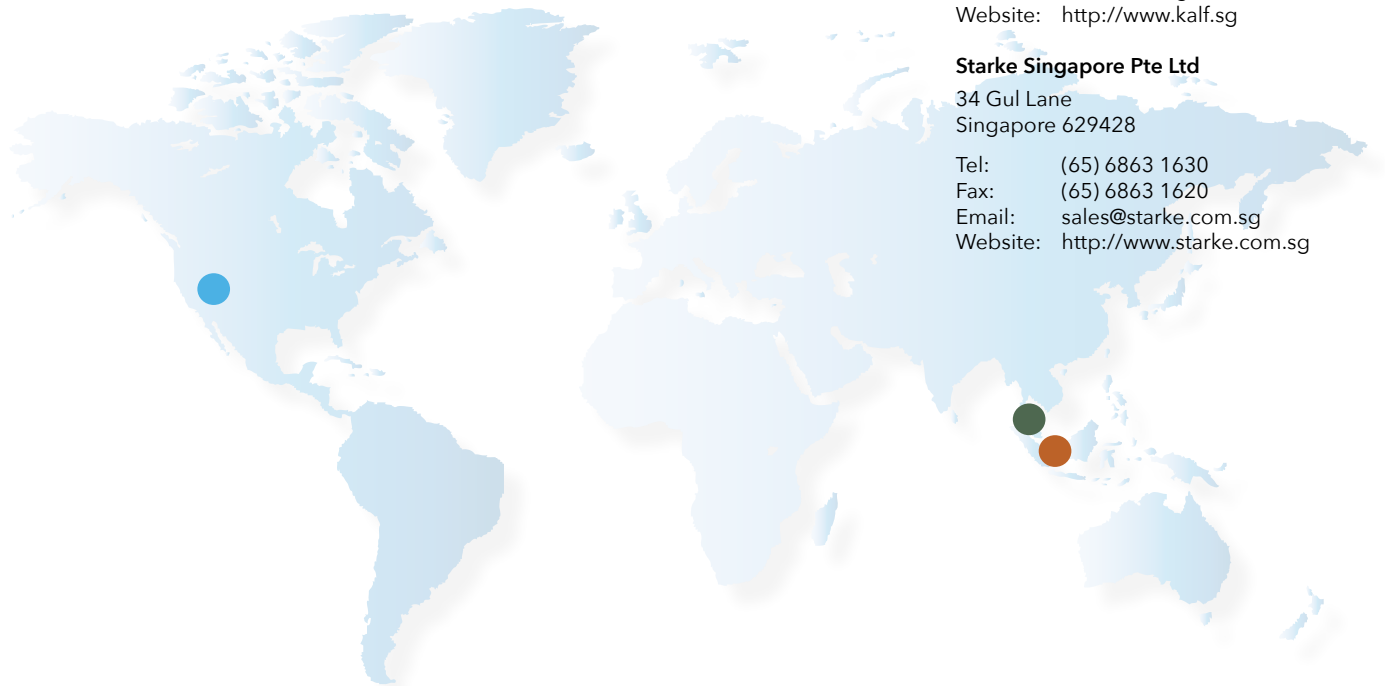 Website: http://www.kalf.sg
Starke Singapore Pte Ltd
34 Gul Lane
Singapore 629428
Tel: (65) 6863 1630
Fax: (65) 6863 1620
Email: sales@starke.com.sg
Website: http://www.starke.com.sg